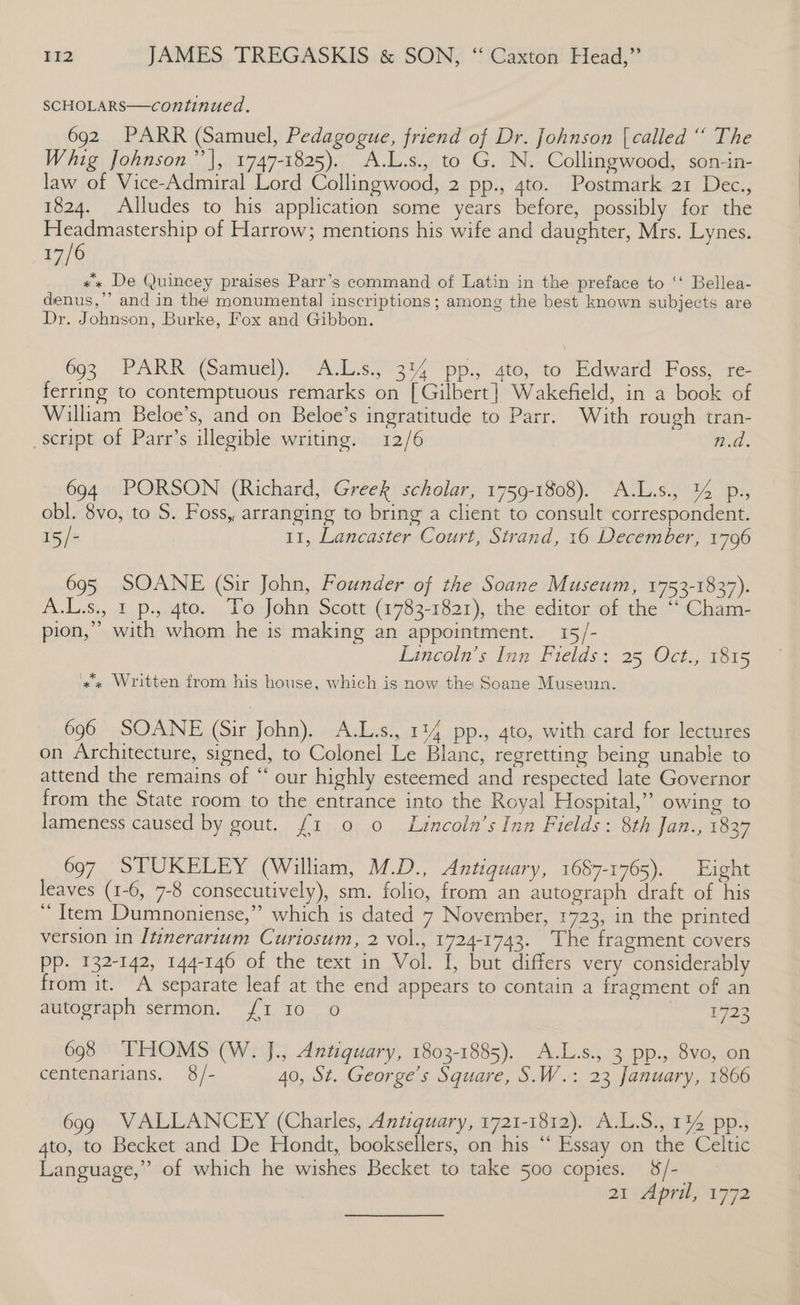 112 JAMES TREGASKIS & SON, “ Caxton Head,”
SCHOLARS—continued.
692 PARR (Samuel, Pedagogue, friend of Dr. Johnson [called “ The
Whig Johnson ”], 1747-1825). A.L.s., to G. N. Collingwood, son-in-
law of Vice-Admiral Lord Collingwood, 2 pp., 4to. Postmark 21 Dec.,
1824. Alludes to his application some years before, possibly for the
Headmastership of Harrow; mentions his wife and daughter, Mrs. Lynes.
17/6
*** De Quincey praises Parr’s command of Latin in the preface to “ Bellea-
denus,” and in the monumental inscriptions; among the best known subjects are
Dr. Johnson, Burke, Fox and Gibbon.
693 PARR (Samuel). A.L.s., 3¼ pp., 4to, to Edward Foss, re-
ferring to contemptuous remarks on [Gilbert] Wakefield, in a book of
William Beloe’s, and on Beloe’s ingratitude to Parr. With rough tran-
script of Parr’s illegible writing. 12/6 n.d.
694 PORSON (Richard, Greek scholar, 1759-1808). A.L.s., ½ p.,
obl. 8vo, to S. Foss, arranging to bring a client to consult correspondent.
15/- 11, Lancaster Court, Strand, 16 December, 1796
695 SOANE (Sir John, Founder of the Soane Museum, 1753-1837).
A.L.s., 1 p., 4to. To John Scott (1783-1821), the editor of the “ Cham-
pion,” with whom he is making an appointment. 15/-
Lincoln’s Inn Fields: 25 Oct., 1815
*** Written from his house, which is now the Soane Museum.
696 SOANE (Sir John). A.L.s., 1¼ pp., 4to, with card for lectures
on Architecture, signed, to Colonel Le Blanc, regretting being unable to
attend the remains of “ our highly esteemed and respected late Governor
from the State room to the entrance into the Royal Hospital,” owing to
lameness caused by gout. £1 0 0 Lincoln’s Inn Fields: 8th Jan., 1837
697 STUKELEY (William, M.D., Antiquary, 1687-1765). Eight
leaves (1-6, 7-8 consecutively), sm. folio, from an autograph draft of his
“ Item Dumnoniense,” which is dated 7 November, 1723, in the printed
version in Itinerarium Curiosum, 2 vol., 1724-1743. The fragment covers
pp. 132-142, 144-146 of the text in Vol. I, but differs very considerably
from it. A separate leaf at the end appears to contain a fragment of an
autograph sermon. £1 10 0 1723
698 THOMS (W. J., Antiquary, 1803-1885). A.L.s., 3 pp., 8vo, on
centenarians. 8/- 40, St. George’s Square, S.W.: 23 January, 1866
699 VALLANCEY (Charles, Antiquary, 1721-1812). A.L.S., 1½ pp.,
4to, to Becket and De Hondt, booksellers, on his “ Essay on the Celtic
Language,” of which he wishes Becket to take 500 copies. 8/-
21 April, 1772